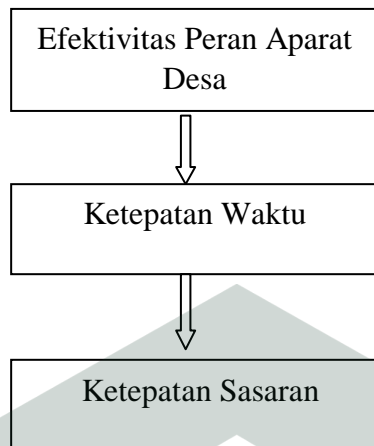 Efektivitas Peran Aparat
Desa
Ketepatan Waktu
Ketepatan Sasaran